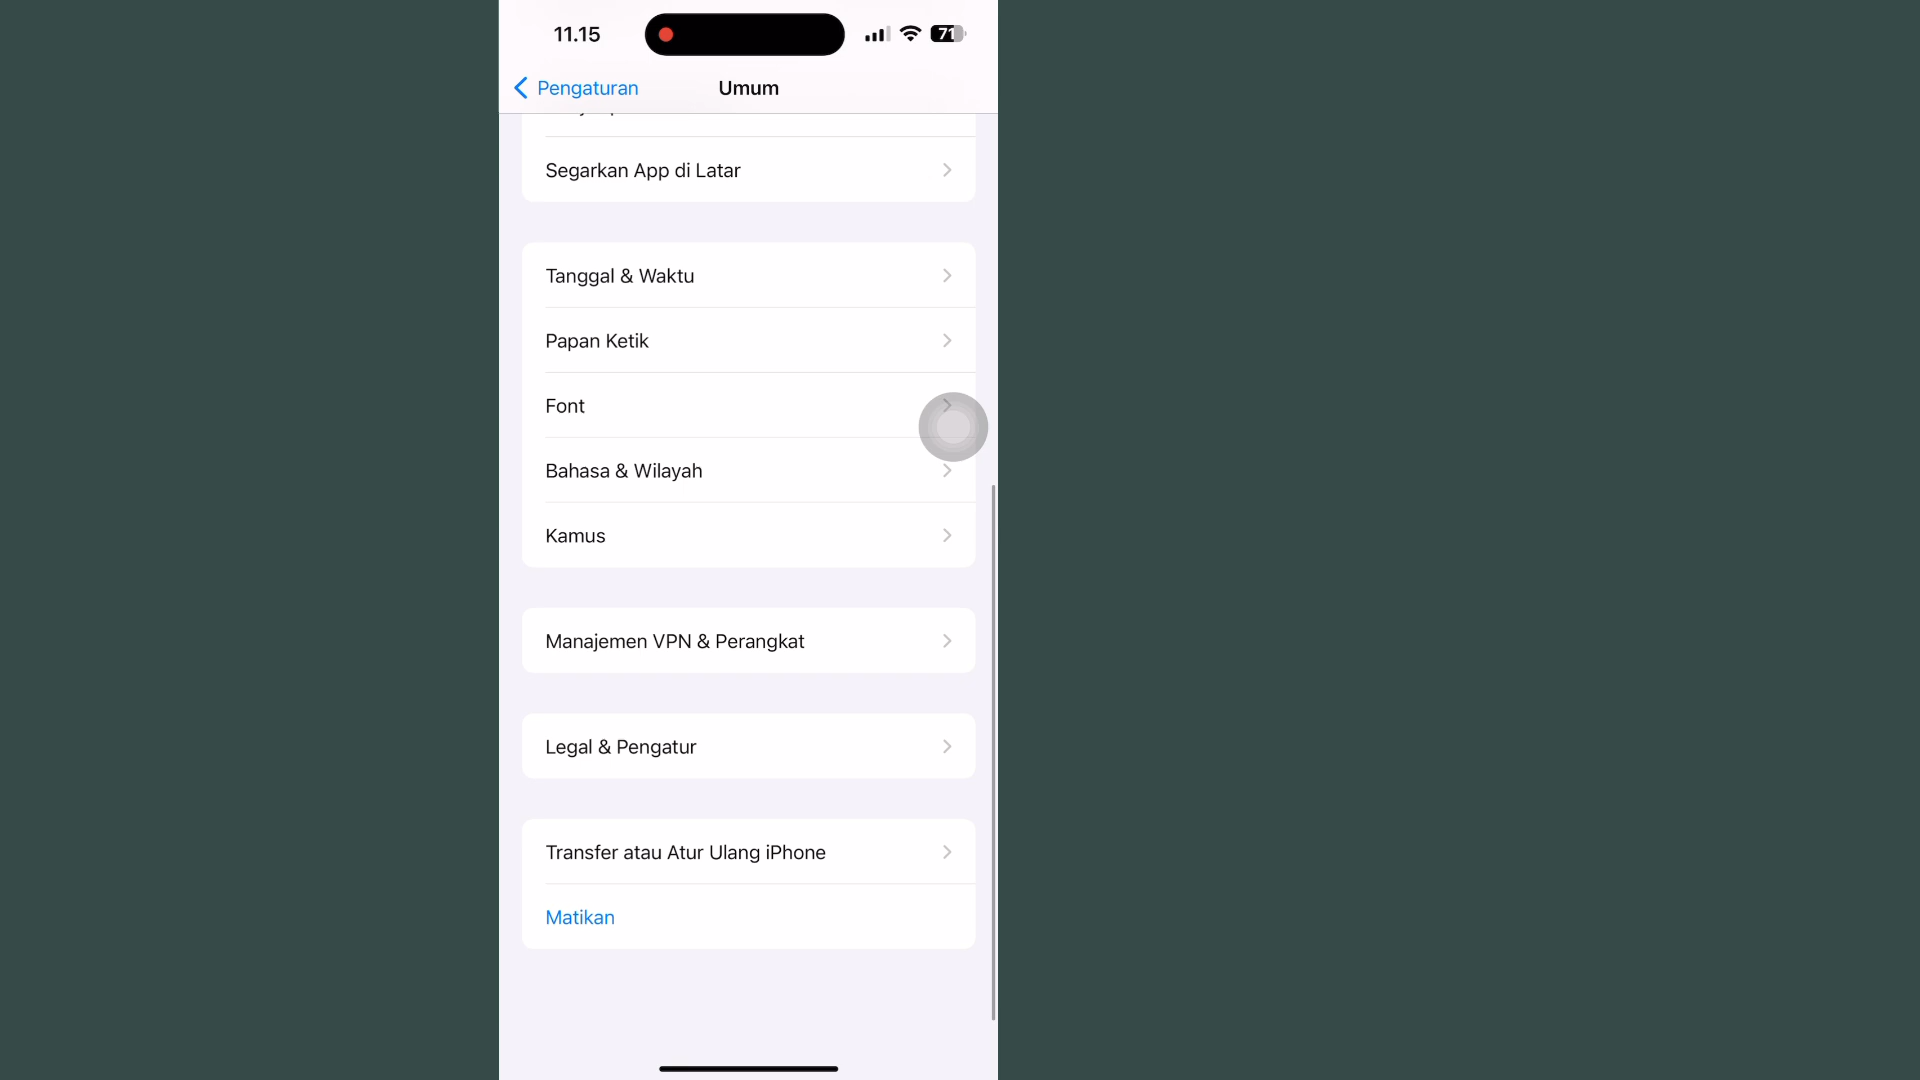 11.15
71
Pengaturan
Umum
Segarkan App di Latar
Tanggal & Waktu
Papan Ketik
Font
Bahasa & Wilayah
Kamus
Manajemen VPN & Perangkat
Legal & Pengatur
Transfer atau Atur Ulang iPhone
Matikan